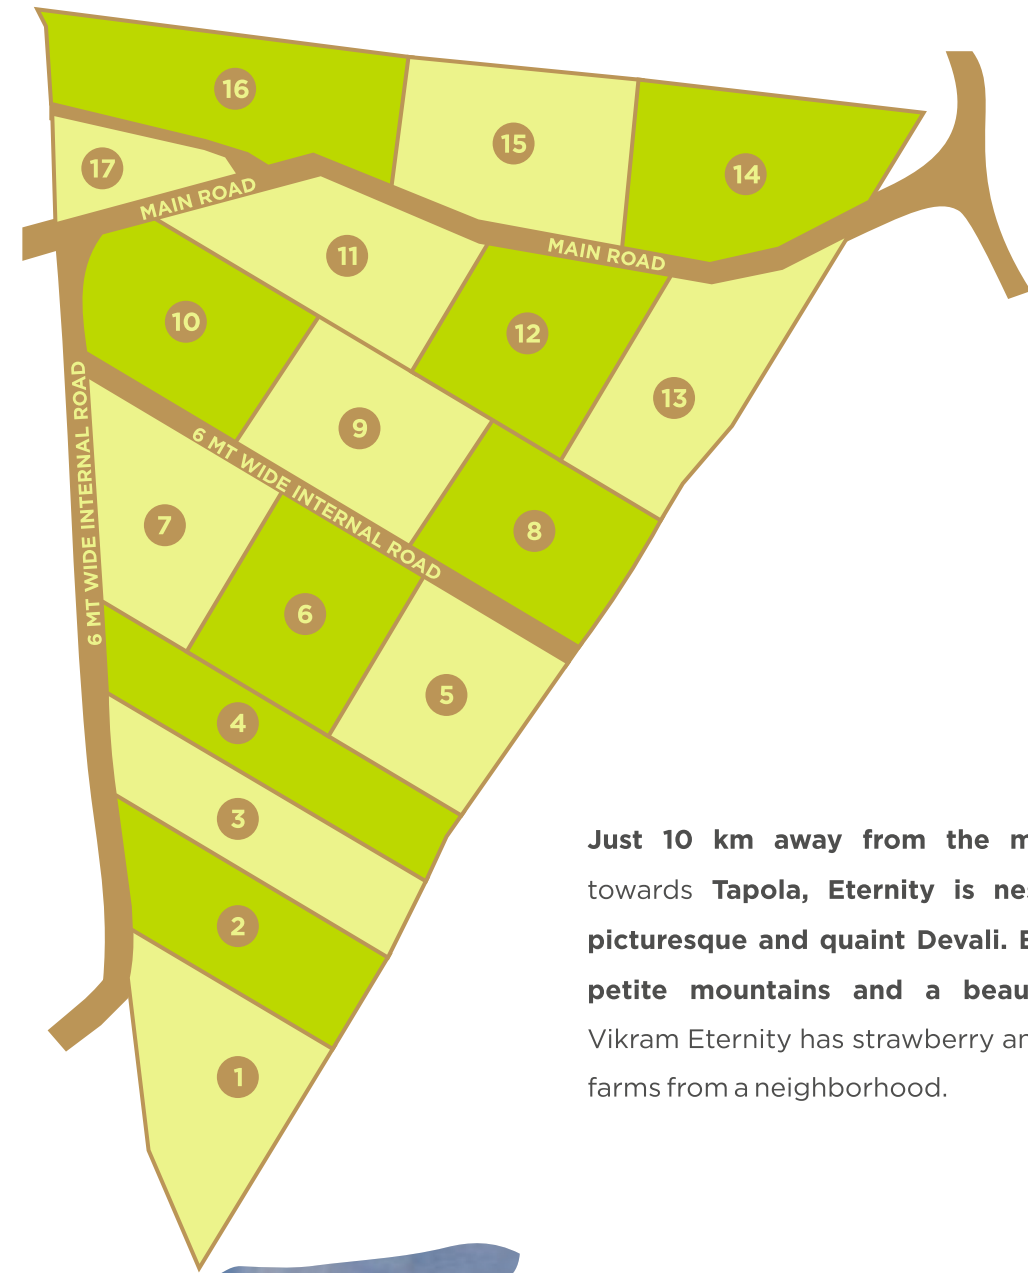 16
15
14
17
MAIN ROAD
MAIN ROAD
11
10
12
13
9
6 MT WIDE INTERNAL ROAD
6 MT WIDE INTERNAL ROAD
7
8
6
5
4
3
2
1
Just 10 km away from the
towards Tapola, Eternity is
picturesque and quaint Devali.
petite mountains and a
Vikram Eternity has strawberry
farms from a neighborhood.